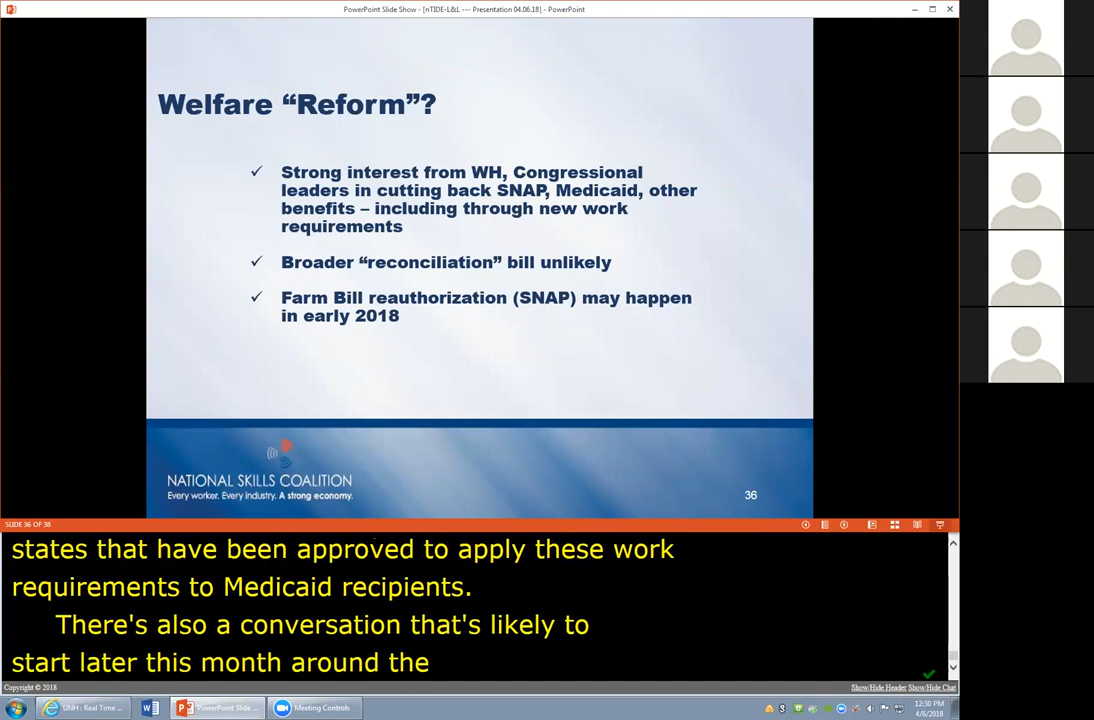 PowerPoint Slide Show - [nTIDE-L&L --- Presentation 04.06.18] - PowerPoint
Welfare “Reform”?
✓ Strong interest from WH, Congressional
leaders in cutting back SNAP, Medicaid, other
benefits – including through new work
requirements
✓ Broader “reconciliation” bill unlikely
✓ Farm Bill reauthorization (SNAP) may happen
in early 2018
NATIONAL SKILLS COALITION
Every worker. Every industry. A strong economy.
36
SLIDE 36 OF 38
states that have been approved to apply these work
requirements to Medicaid recipients.
There's also a conversation that's likely to
start later this month around the
Copyright © 2018
Show/Hide Header Show/Hide Chat
UNH : Real Time ...
PowerPoint Slide ...
Meeting Controls
12:50 PM
4/6/2018